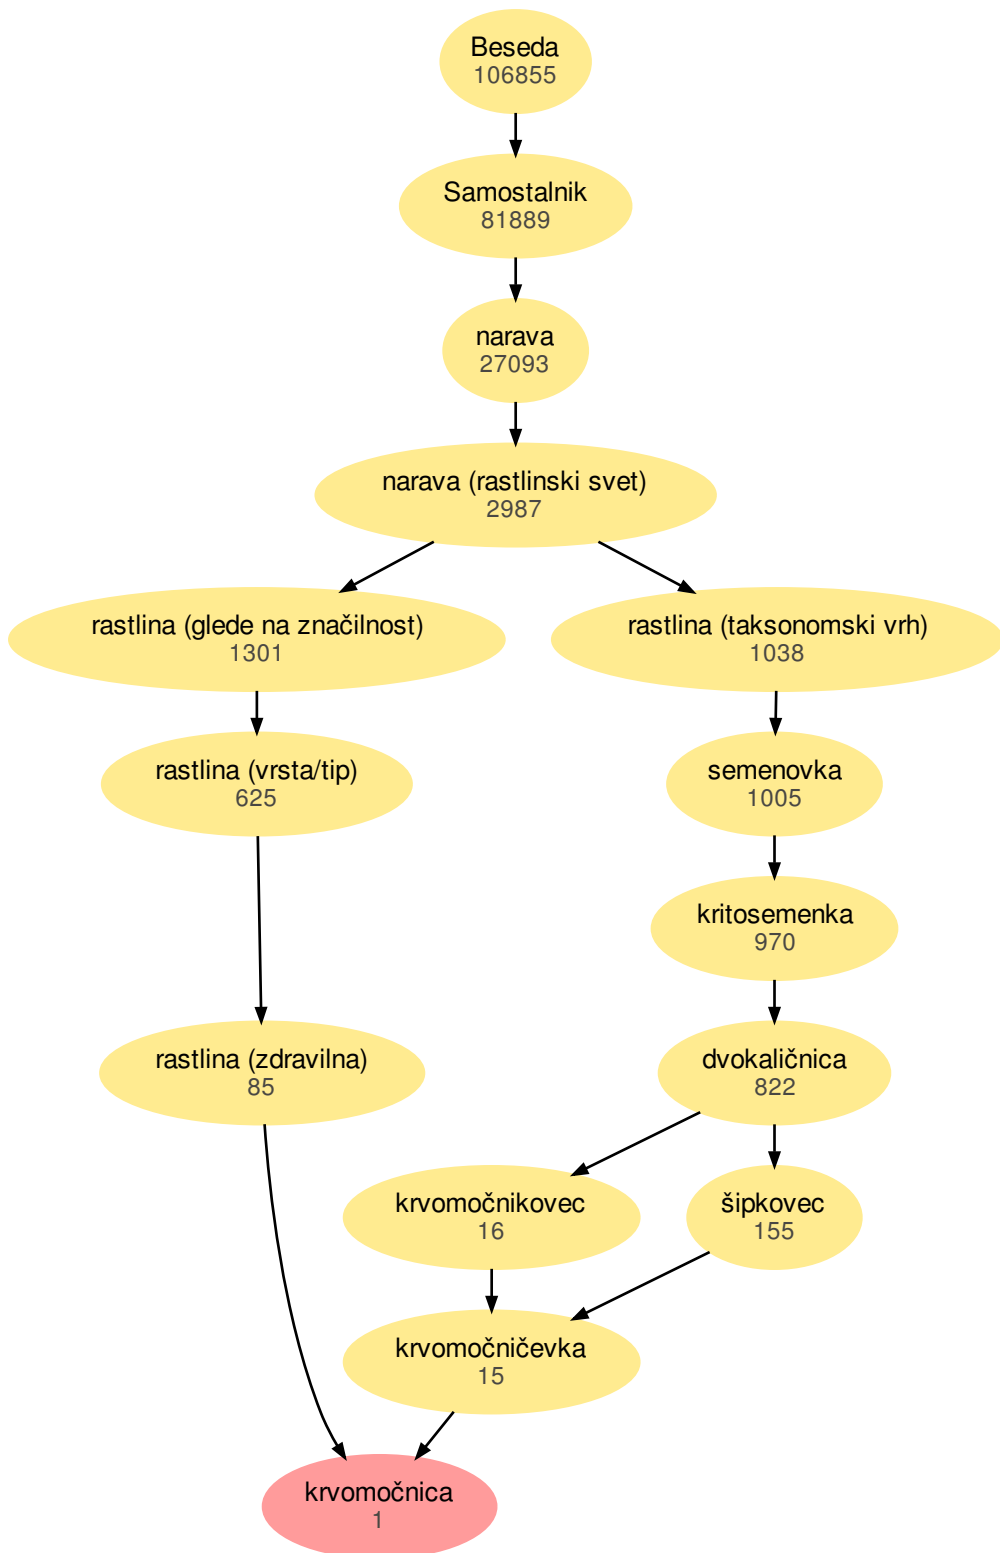 Beseda
106855
Samostalnik
81889
narava
27093
narava (rastlinski svet)
2987
rastlina (glede na značilnost)
1301
rastlina (taksonomski vrh)
1038
rastlina (vrsta/tip)
625
semenovka
1005
kritosemenka
970
rastlina (zdravilna)
85
dvokaličnica
822
krvomočnikovec
16
šipkovec
155
krvomočničevka
15
krvomočnica
1